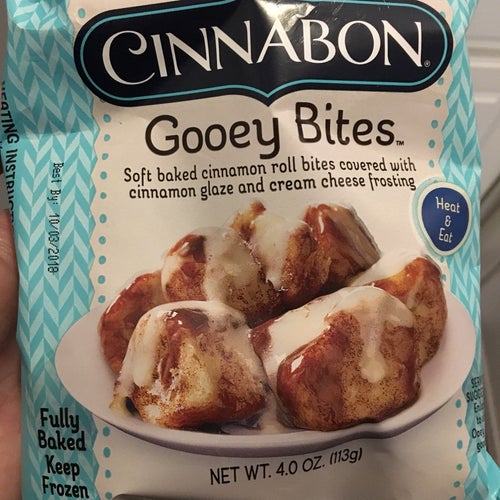 CINNABON®
Gooey Bites™
Soft baked cinnamon roll bites covered with
cinnamon glaze and cream cheese frosting
Heat
&
Eat
Best By: 10/03/2018
Fully
Baked
Keep
Frozen
NET WT. 4.0 OZ. (113g)